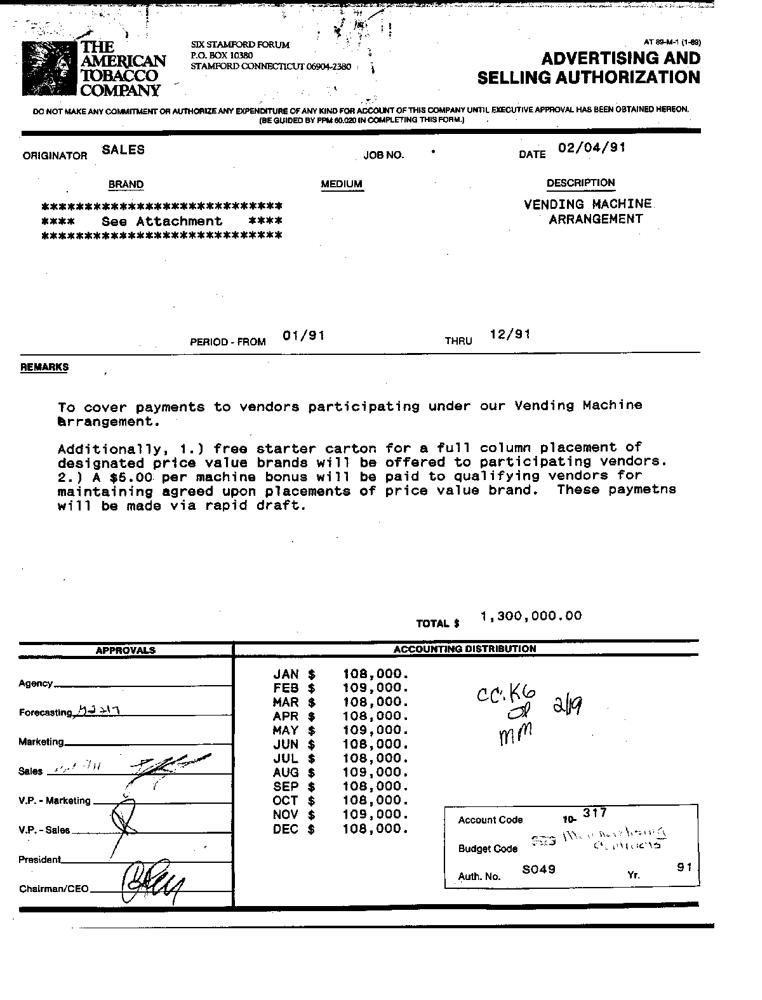 AT 89-M-1 (1-89)
THE
AMERICAN
TOBACCO
COMPANY
SIX STAMFORD FORUM
P.O. BOX 10380
STAMFORD CONNECTICUT 06904-2380
ADVERTISING AND
SELLING AUTHORIZATION
DO NOT MAKE ANY COMMITMENT OR AUTHORIZE ANY EXPENDITURE OF ANY KIND FOR ACCOUNT OF THIS COMPANY UNTIL EXECUTIVE APPROVAL HAS BEEN OBTAINED HEREON.
(BE GUIDED BY PPM 60.020 IN COMPLETING THIS FORM.)
ORIGINATOR SALES JOB NO. DATE 02/04/91
BRAND MEDIUM DESCRIPTION
**************************** VENDING MACHINE
**** See Attachment **** ARRANGEMENT
****************************
PERIOD - FROM 01/91 THRU 12/91
REMARKS
To cover payments to vendors participating under our Vending Machine
Arrangement.
Additionally, 1.) free starter carton for a full column placement of
designated price value brands will be offered to participating vendors.
2.) A $5.00 per machine bonus will be paid to qualifying vendors for
maintaining agreed upon placements of price value brand. These paymetns
will be made via rapid draft.
TOTAL $ 1,300,000.00
APPROVALS ACCOUNTING DISTRIBUTION
Agency
Forecasting
Marketing
Sales
V.P. - Marketing
V.P. - Sales
President
Chairman/CEO
JAN $ 108,000.
FEB $ 109,000.
MAR $ 108,000.
APR $ 108,000.
MAY $ 109,000.
JUN $ 108,000.
JUL $ 108,000.
AUG $ 109,000.
SEP $ 108,000.
OCT $ 108,000.
NOV $ 109,000.
DEC $ 108,000.
CC. KG
2/19
MM
Account Code 10- 317
Budget Code
Auth. No. S049 Yr. 91